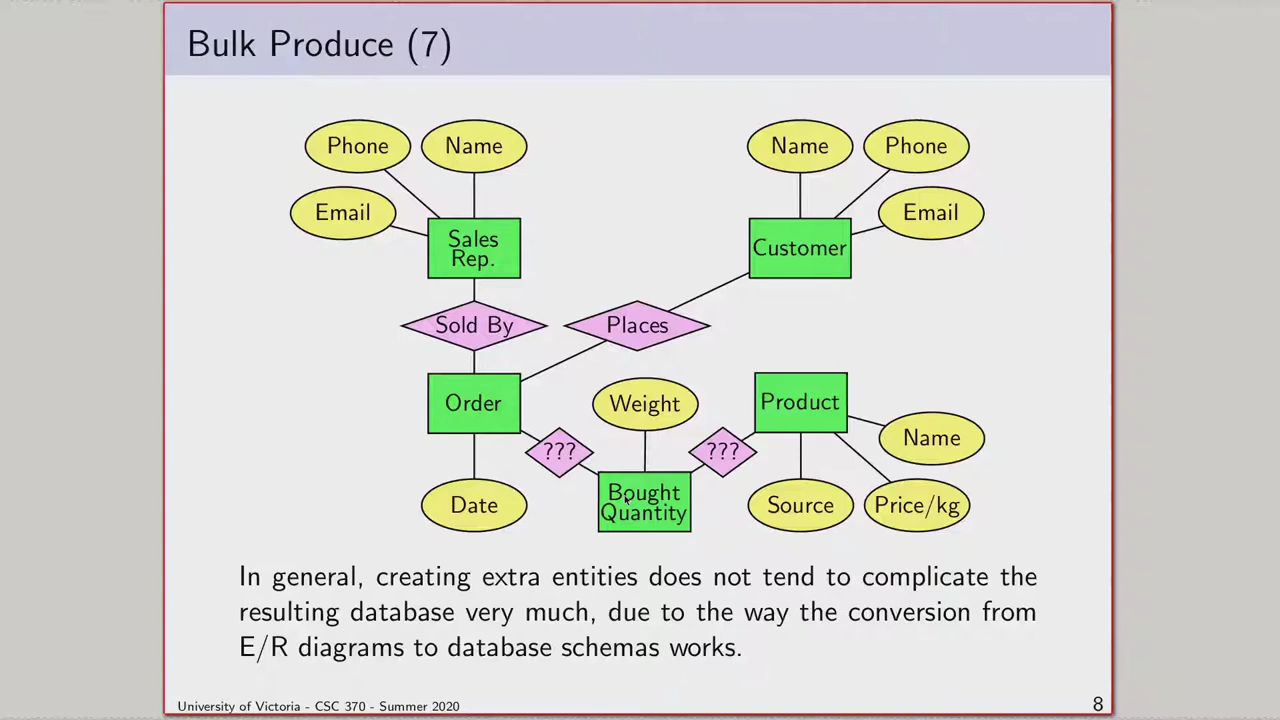 Bulk Produce (7)
Phone
Name
Name
Phone
Email
Email
Sales
Rep.
Customer
Sold By
Places
Order
Weight
Product
???
???
Name
Date
Bought
Quantity
Source
Price/kg
In general, creating extra entities does not tend to complicate the
resulting database very much, due to the way the conversion from
E/R diagrams to database schemas works.
University of Victoria - CSC 370 - Summer 2020
8